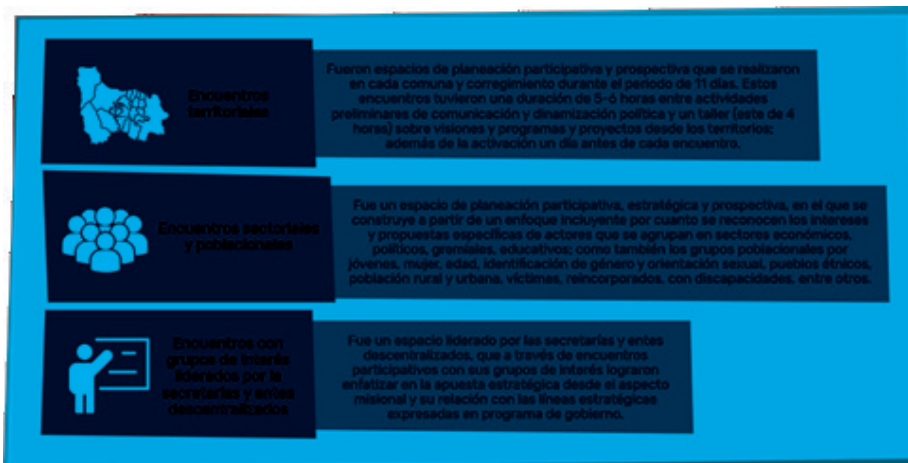 Encuentros
territoriales
Fueron espacios de planeación participativa y prospectiva que se realizaron
en cada comuna y corregimiento durante el periodo de 11 días. Estos
encuentros tuvieron una duración de 5-6 horas entre actividades
preliminares de comunicación y dinamización política y un taller (este de 4
horas) sobre visiones y programas y proyectos desde los territorios;
además de la activación un día antes de cada encuentro.
Encuentros sectoriales
y poblacionales
Fue un espacio de planeación participativa, estratégica y prospectiva, en el que se
construye a partir de un enfoque incluyente por cuanto se reconocen los intereses
y propuestas específicas de actores que se agrupan en sectores económicos,
políticos, gremiales, educativos; como también los grupos poblacionales por
jóvenes, mujer, edad, identificación de género y orientación sexual, pueblos étnicos,
población rural y urbana, víctimas, reincorporados, con discapacidades, entre otros.
Encuentros con
grupos de interés
liderados por la
secretarías y entes
descentralizados
Fue un espacio liderado por las secretarías y entes
descentralizados, que a través de encuentros
participativos con sus grupos de interés lograron
enfatizar en la apuesta estratégica desde el aspecto
misional y su relación con las líneas estratégicas
expresadas en programa de gobierno.